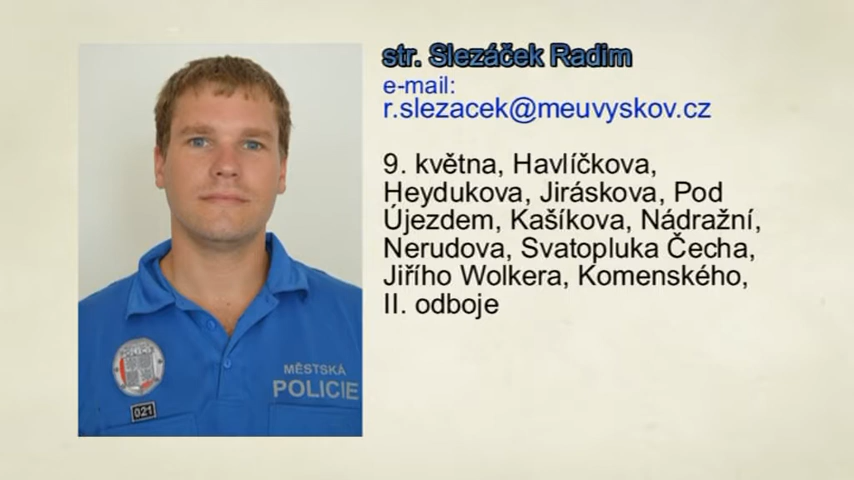 str. Slezáček Radim
e-mail:
r.slezacek@meuvyskov.cz
9. května, Havlíčkova,
Heydukova, Jiráskova, Pod
Újezdem, Kašíkova, Nádražní,
Nerudova, Svatopluka Čecha,
Jiřího Wolkera, Komenského,
II. odboje
MĚSTSKÁ
POLICIE
021